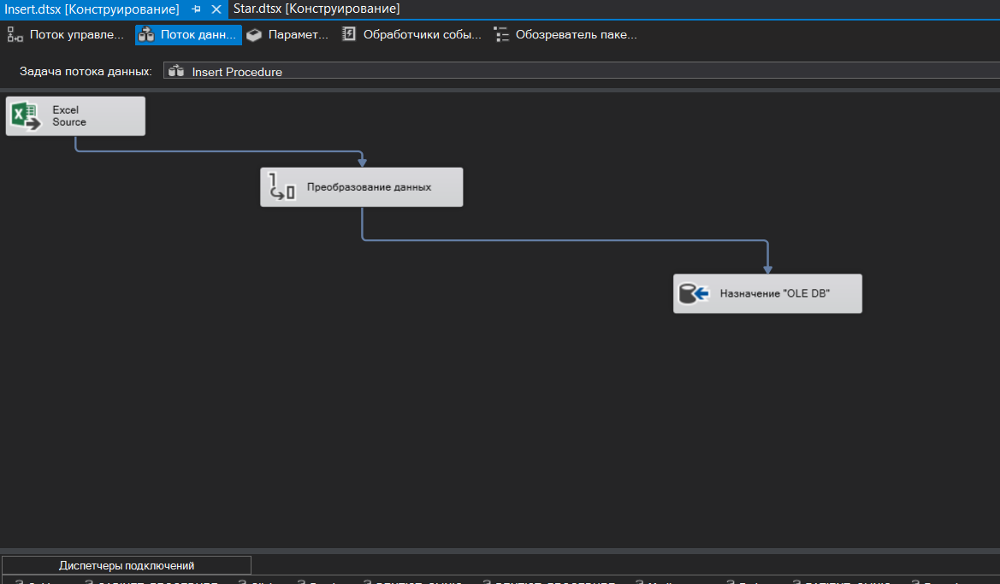 Insert.dtsx [Конструирование] Star.dtsx [Конструирование]
Поток управле... Поток данн... Парамет... Обработчики собы... Обозреватель паке...
Задача потока данных: Insert Procedure
Excel
Source
Преобразование данных
Назначение "OLE DB"
Диспетчеры подключений